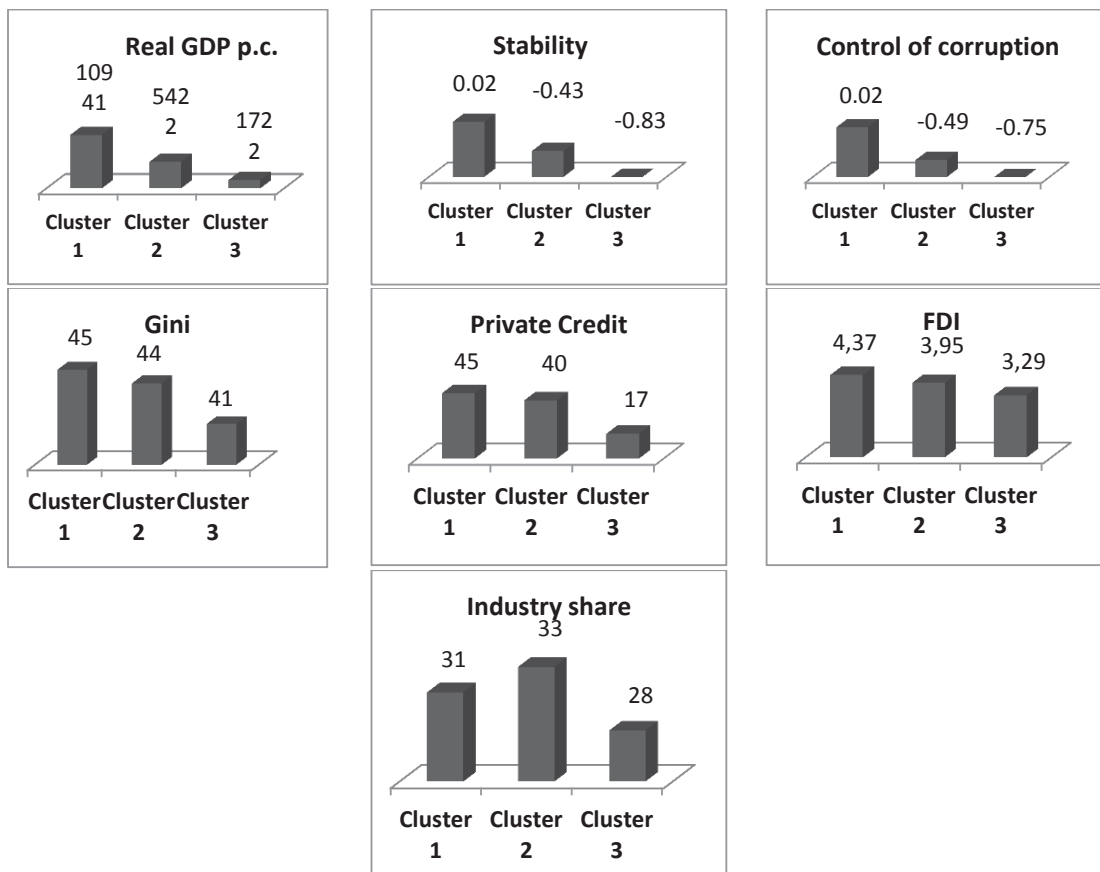 Real GDP p.c.
109
41
542
2
172
2
Cluster
1
Cluster
2
Cluster
3
Stability
0.02
-0.43
-0.83
Cluster
1
Cluster
2
Cluster
3
Control of corruption
0.02
-0.49
-0.75
Cluster
1
Cluster
2
Cluster
3
Gini
45
44
41
Cluster
1
Cluster
2
Cluster
3
Private Credit
45
40
17
Cluster
1
Cluster
2
Cluster
3
FDI
4,37
3,95
3,29
Cluster
1
Cluster
2
Cluster
3
Industry share
31
33
28
Cluster
1
Cluster
2
Cluster
3